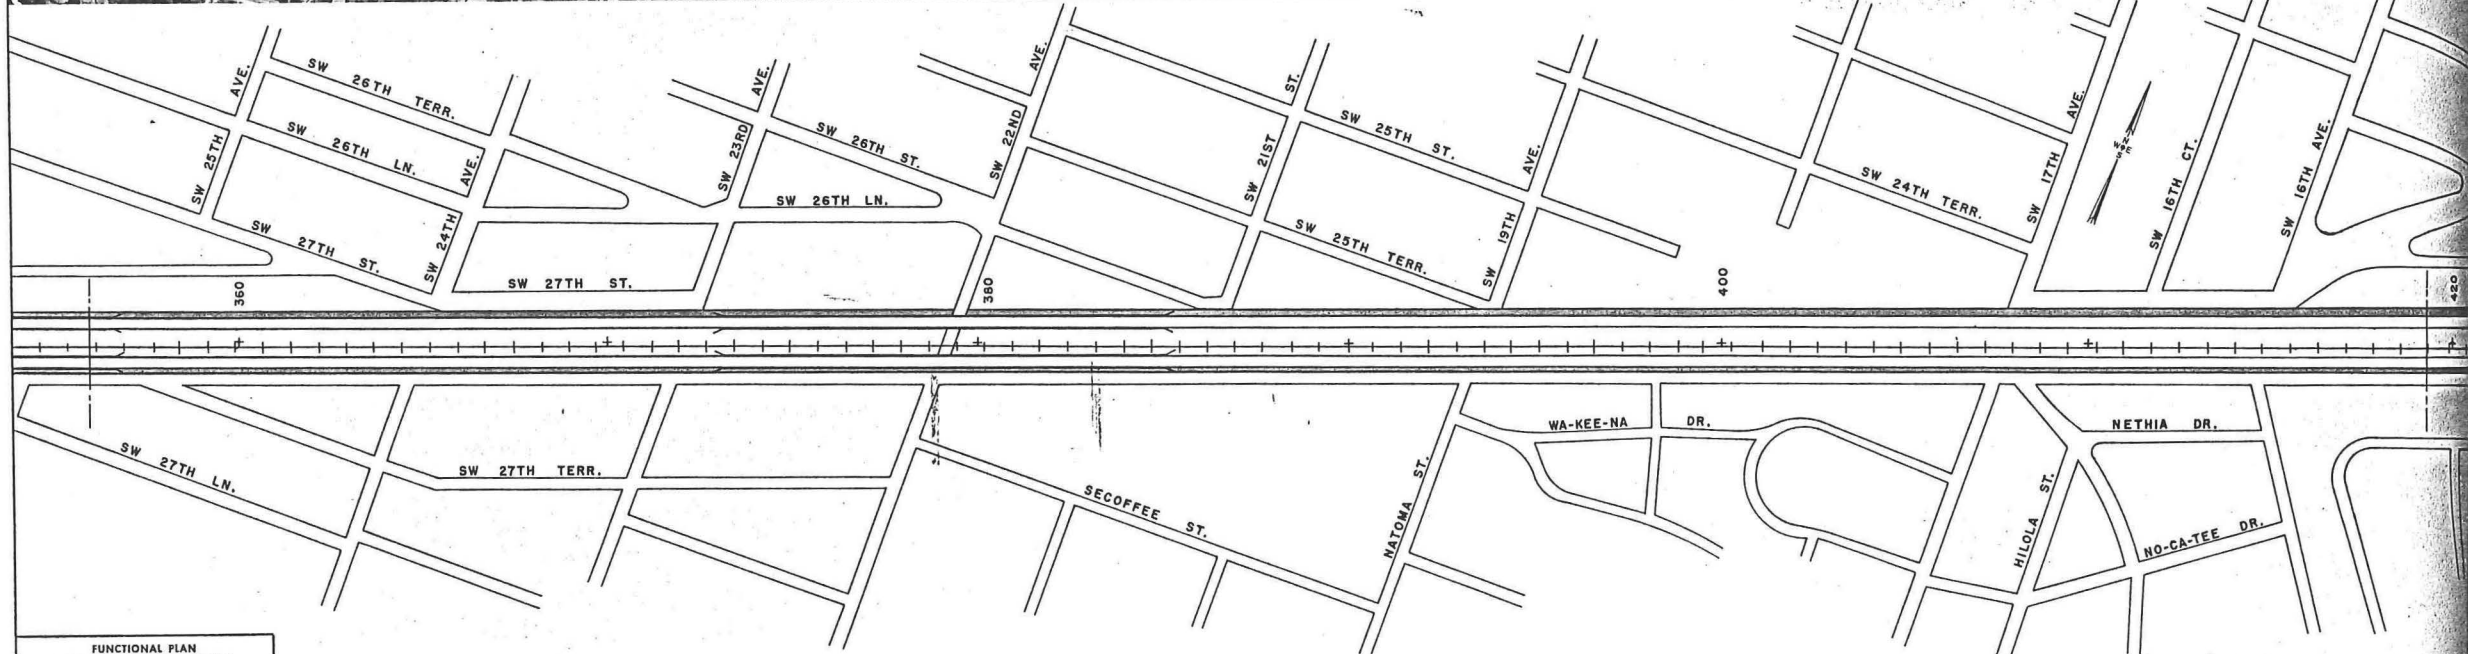 SW 26TH TERR.
SW 26TH LN.
SW 25TH AVE.
SW 27TH ST.
SW 24TH AVE.
SW 27TH ST.
SW 23RD AVE.
SW 26TH ST.
SW 26TH LN.
SW 22ND AVE.
SW 21ST ST.
SW 25TH ST.
SW 25TH TERR.
SW 19TH AVE.
SW 24TH TERR.
SW 17TH AVE.
N
W E
S
SW 16TH CT.
SW 16TH AVE.
360
380
400
420
SW 27TH LN.
SW 27TH TERR.
SECOFFEE ST.
NATOMA ST.
WA-KEE-NA DR.
HILOLA ST.
NETHIA DR.
NO-CA-TEE DR.
FUNCTIONAL PLAN